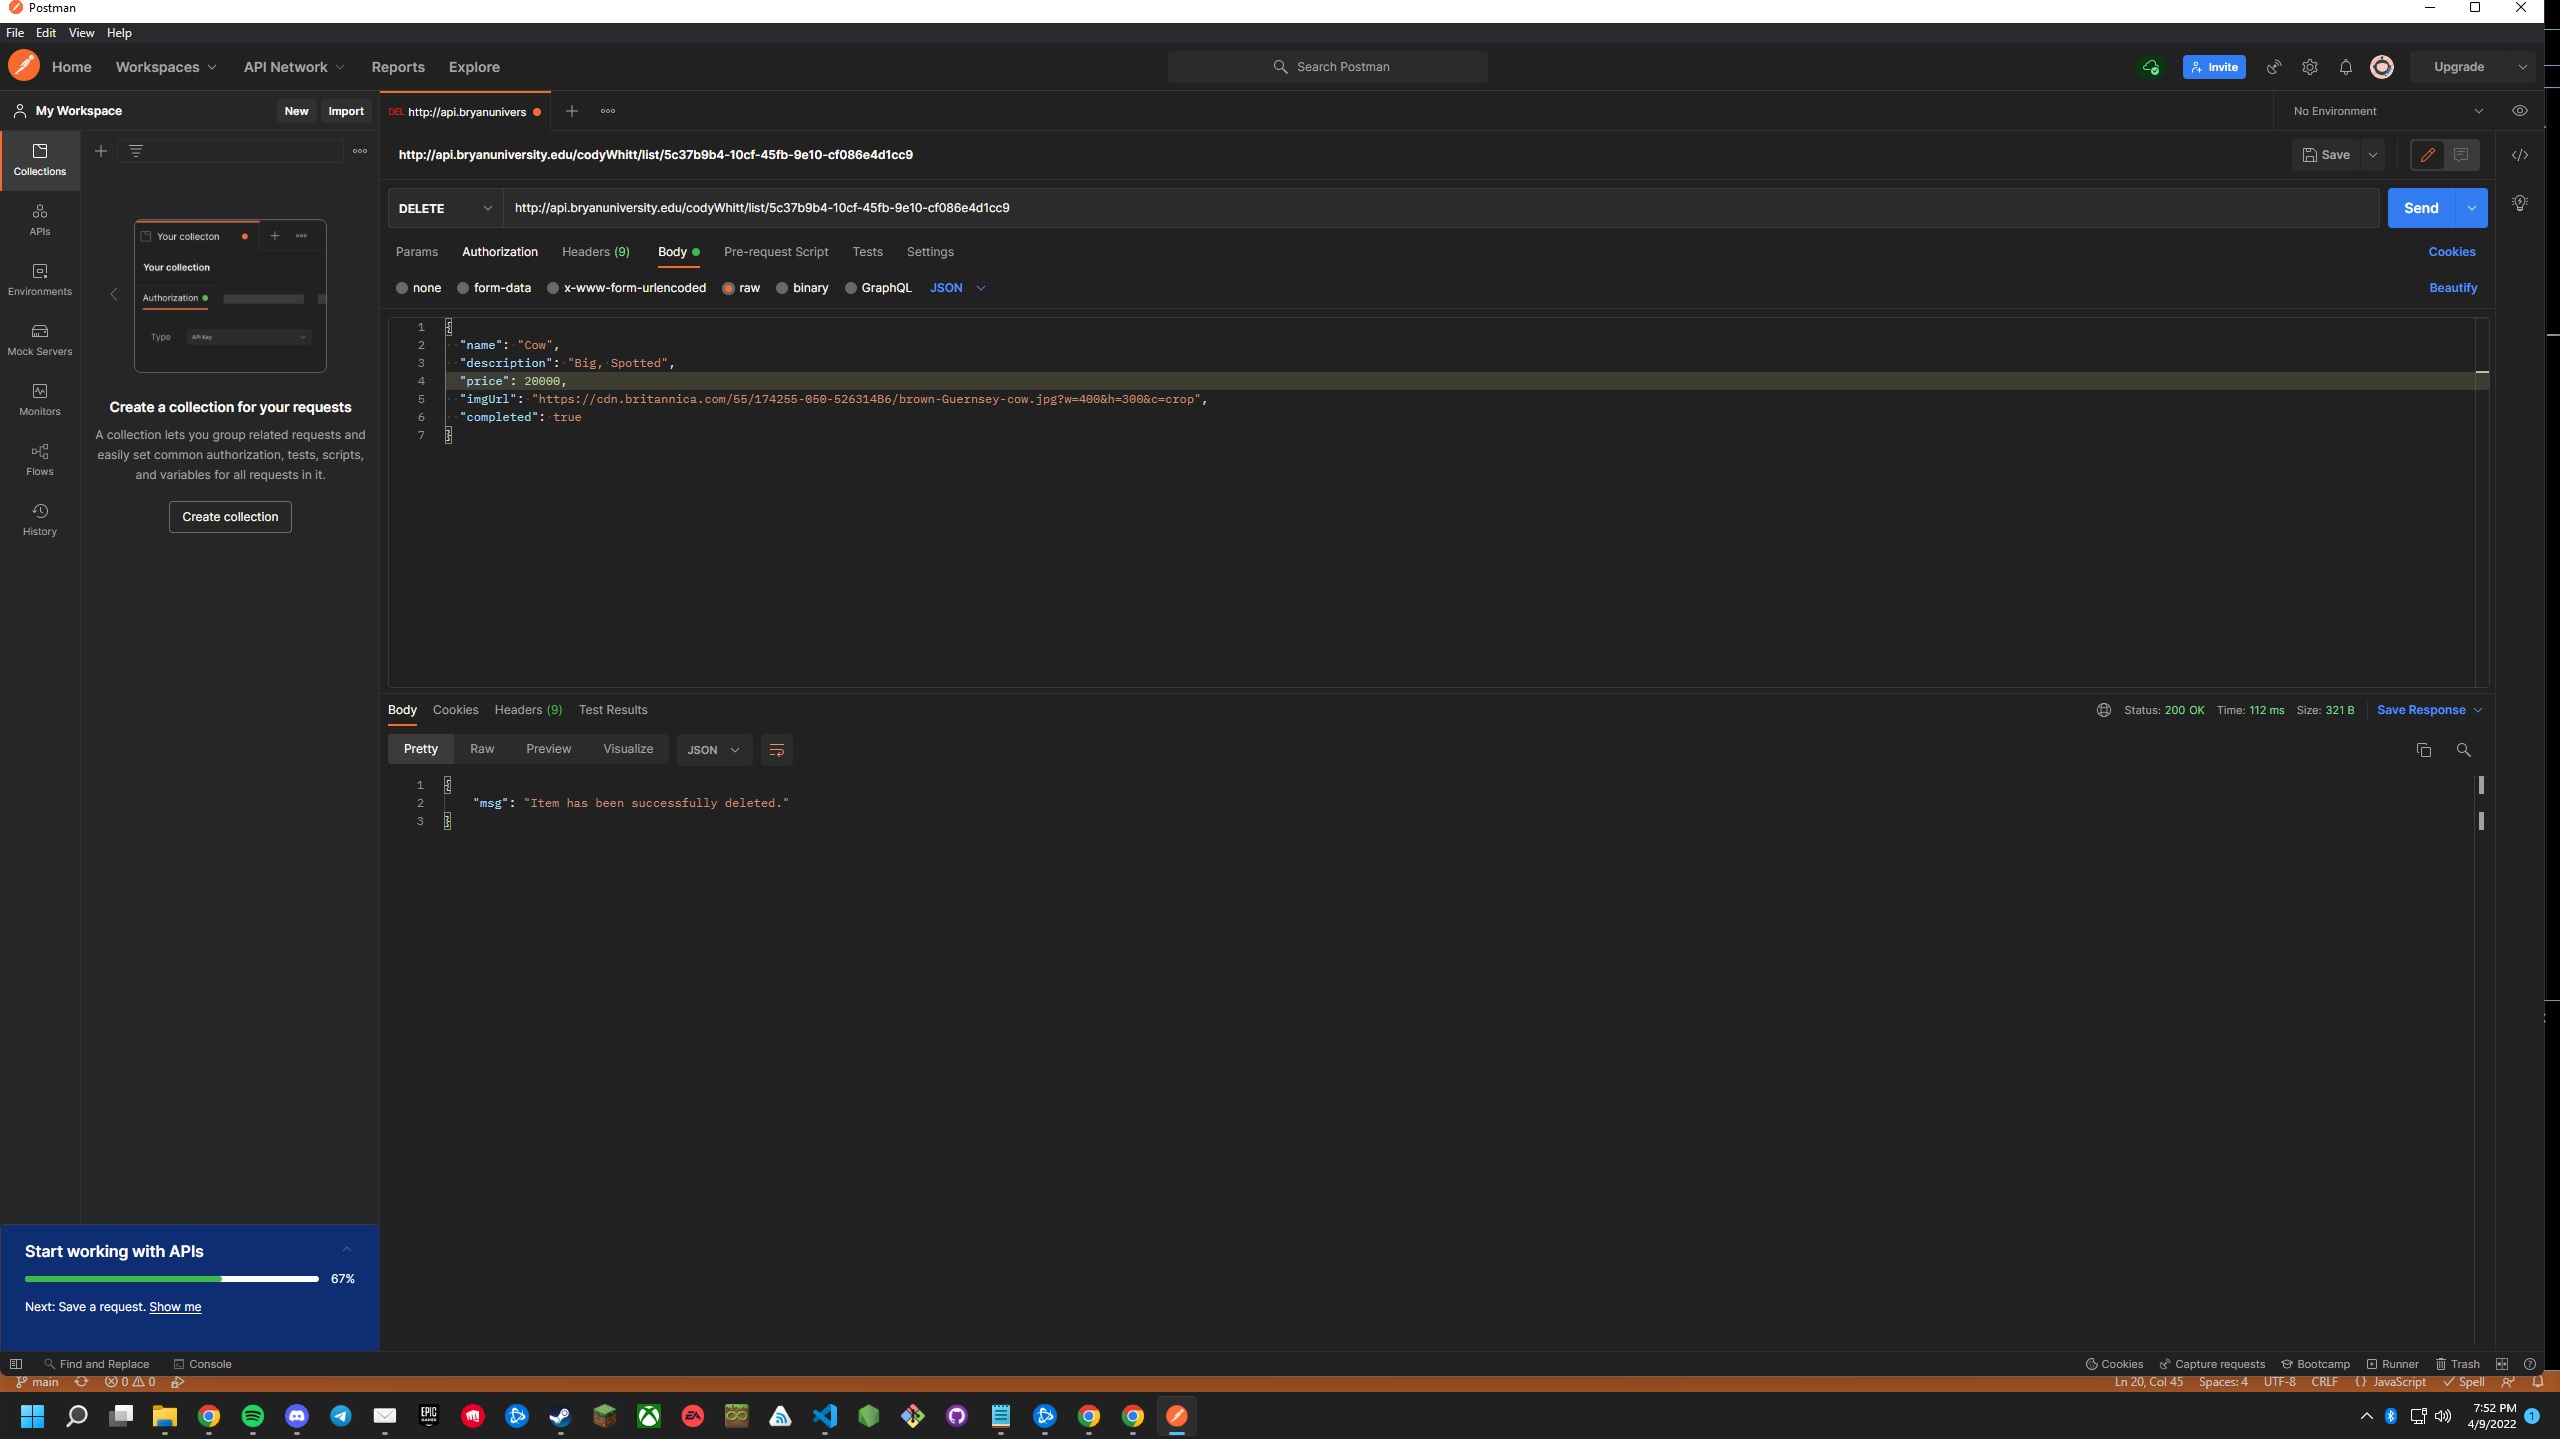 Postman
File Edit View Help
Home Workspaces API Network Reports Explore
Search Postman
Invite
Upgrade
My Workspace
New Import
DEL http://api.bryanunivers
No Environment
Collections
APIs
Environments
Mock Servers
Monitors
Flows
History
Your collecton
Your collection
Authorization
Type API Key
Create a collection for your requests
A collection lets you group related requests and
easily set common authorization, tests, scripts,
and variables for all requests in it.
Create collection
http://api.bryanuniversity.edu/codyWhitt/list/5c37b9b4-10cf-45fb-9e10-cf086e4d1cc9
Save
DELETE http://api.bryanuniversity.edu/codyWhitt/list/5c37b9b4-10cf-45fb-9e10-cf086e4d1cc9
Send
Params Authorization Headers (9) Body Pre-request Script Tests Settings
Cookies
none form-data x-www-form-urlencoded raw binary GraphQL JSON
Beautify
1 {
2 "name": "Cow",
3 "description": "Big, Spotted",
4 "price": 20000,
5 "imgUrl": "https://cdn.britannica.com/55/174255-050-526314B6/brown-Guernsey-cow.jpg?w=400&h=300&c=crop",
6 "completed": true
7 }
Body Cookies Headers (9) Test Results
Status: 200 OK Time: 112 ms Size: 321 B Save Response
Pretty Raw Preview Visualize JSON
1 {
2 "msg": "Item has been successfully deleted."
3 }
Start working with APIs
67%
Next: Save a request. Show me
Find and Replace Console
Cookies Capture requests Bootcamp Runner Trash
main 0 0
Ln 20, Col 45 Spaces: 4 UTF-8 CRLF {} JavaScript Spell
EPIC GAMES
EA
7:52 PM
4/9/2022
1